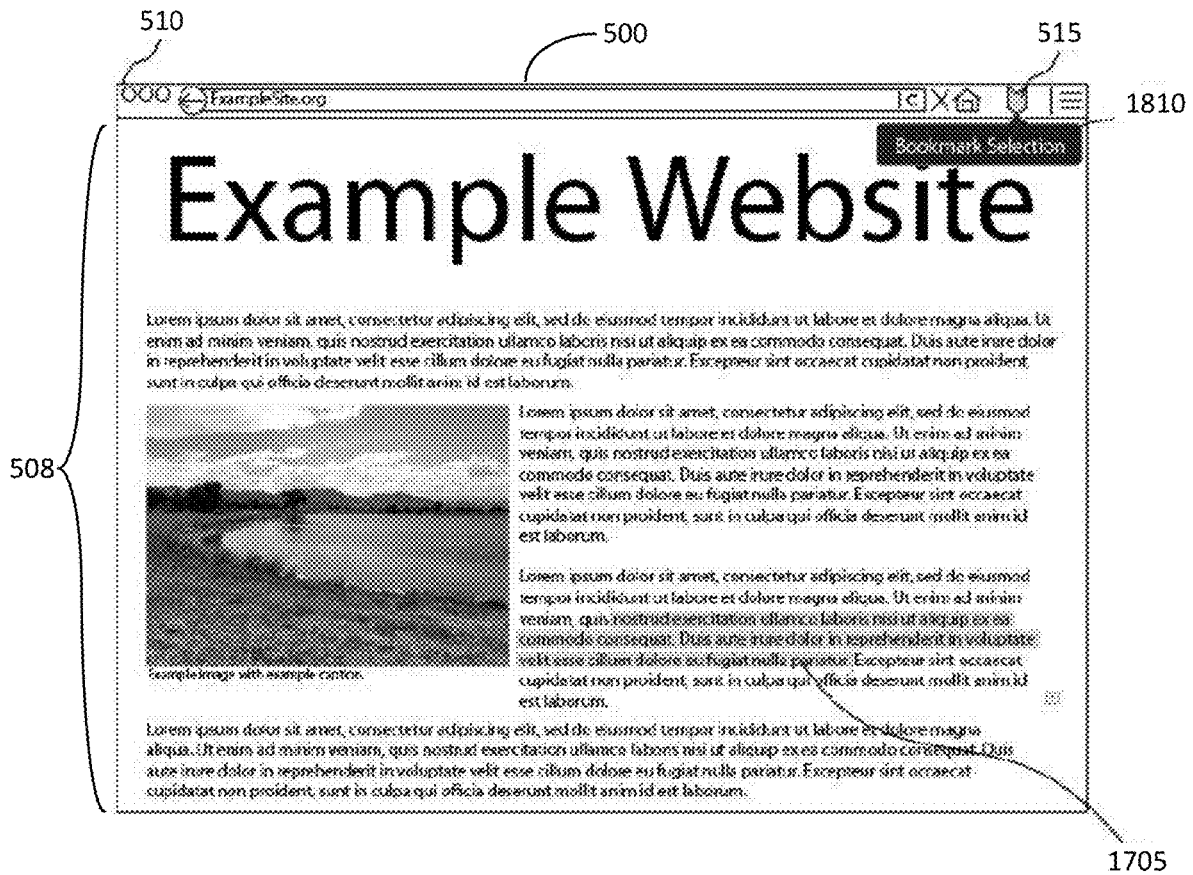 510
500
515
ExampleSite.org
1810
Bookmark Selection
Example Website
Lorem ipsum dolor sit amet, consectetur adipiscing elit, sed do eiusmod tempor incididunt ut labore et dolore magna aliqua. Ut
enim ad minim veniam, quis nostrud exercitation ullamco laboris nisi ut aliquip ex ea commodo consequat. Duis aute irure dolor
in reprehenderit in voluptate velit esse cillum dolore eu fugiat nulla pariatur. Excepteur sint occaecat cupidatat non proident,
sunt in culpa qui officia deserunt mollit anim id est laborum.
508
Lorem ipsum dolor sit amet, consectetur adipiscing elit, sed do eiusmod
tempor incididunt ut labore et dolore magna aliqua. Ut enim ad minim
veniam, quis nostrud exercitation ullamco laboris nisi ut aliquip ex ea
commodo consequat. Duis aute irure dolor in reprehenderit in voluptate
velit esse cillum dolore eu fugiat nulla pariatur. Excepteur sint occaecat
cupidatat non proident, sunt in culpa qui officia deserunt mollit anim id
est laborum.
Lorem ipsum dolor sit amet, consectetur adipiscing elit, sed do eiusmod
tempor incididunt ut labore et dolore magna aliqua. Ut enim ad minim
veniam, quis nostrud exercitation ullamco laboris nisi ut aliquip ex ea
commodo consequat. Duis aute irure dolor in reprehenderit in voluptate
velit esse cillum dolore eu fugiat nulla pariatur. Excepteur sint occaecat
cupidatat non proident, sunt in culpa qui officia deserunt mollit anim id
est laborum.
Example image with example caption.
Lorem ipsum dolor sit amet, consectetur adipiscing elit, sed do eiusmod tempor incididunt ut labore et dolore magna
aliqua. Ut enim ad minim veniam, quis nostrud exercitation ullamco laboris nisi ut aliquip ex ea commodo consequat. Duis
aute irure dolor in reprehenderit in voluptate velit esse cillum dolore eu fugiat nulla pariatur. Excepteur sint occaecat
cupidatat non proident, sunt in culpa qui officia deserunt mollit anim id est laborum.
1705